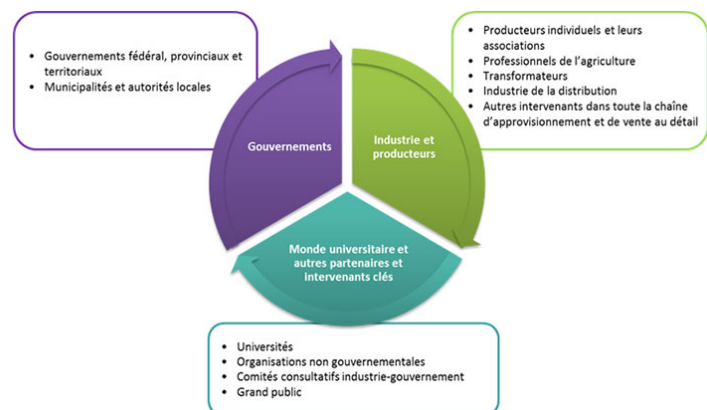 • Gouvernements fédéral, provinciaux et
territoriaux
• Municipalités et autorités locales
• Producteurs individuels et leurs
associations
• Professionnels de l'agriculture
• Transformateurs
• Industrie de la distribution
• Autres intervenants dans toute la chaîne
d'approvisionnement et de vente au détail
Gouvernements
Industrie et
producteurs
Monde universitaire et
autres partenaires et
intervenants clés
• Universités
• Organisations non gouvernementales
• Comités consultatifs industrie-gouvernement
• Grand public